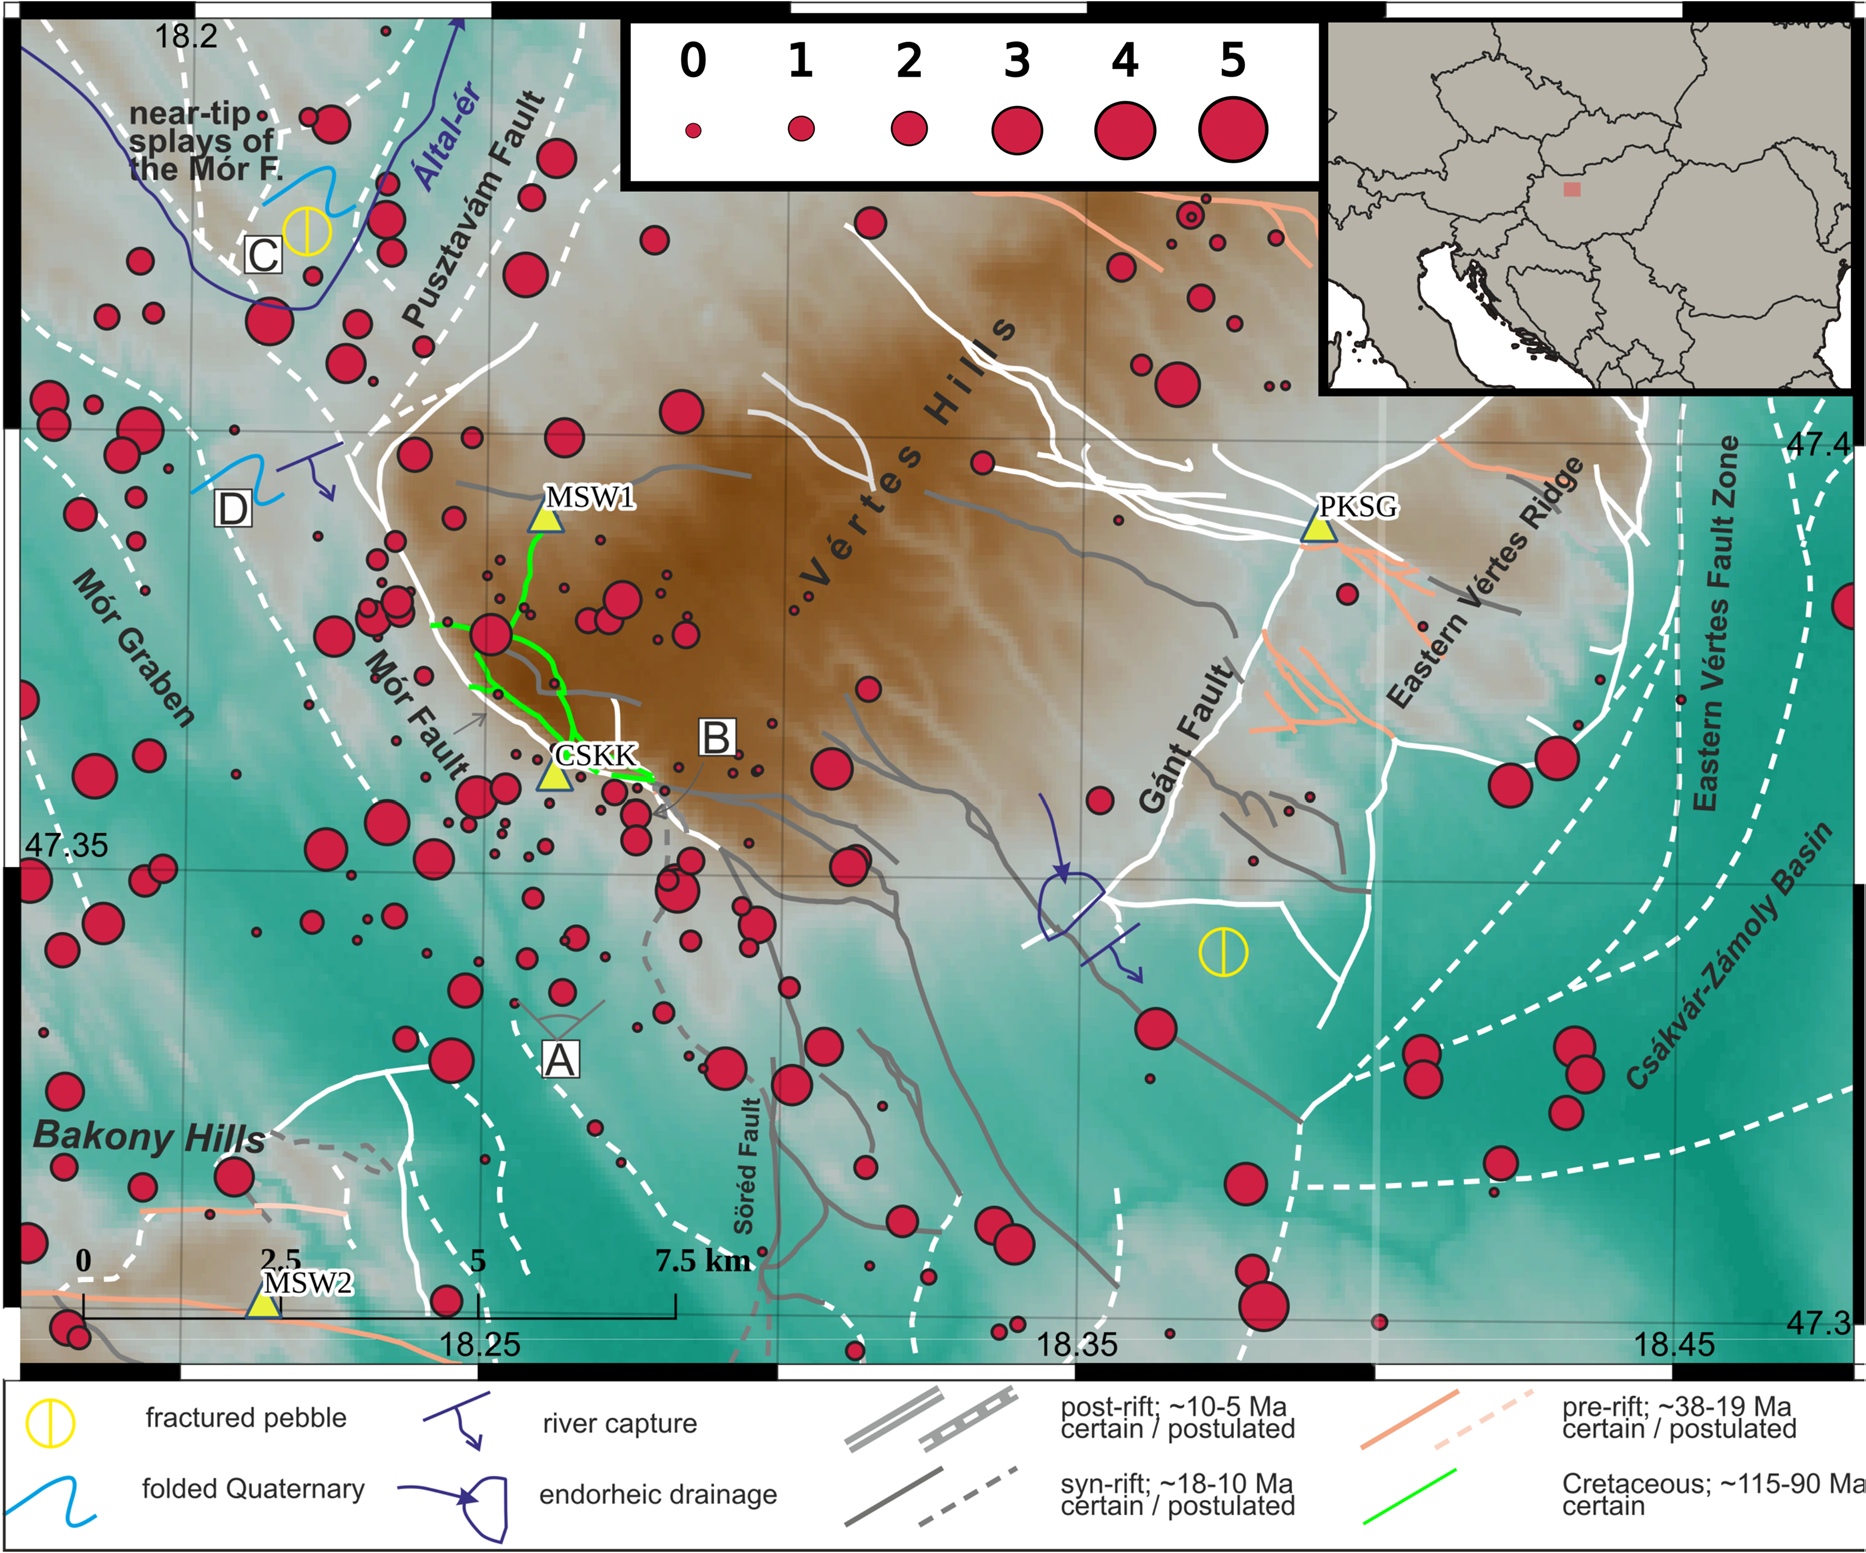 18.2
0 1 2 3 4 5
near-tip
splays of
the Mór F.
Által-ér
Pusztavám Fault
C
Vértes Hills
47.4
MSW1
PKSG
D
Eastern Vértes Ridge
Eastern Vértes Fault Zone
Mór Graben
Mór Fault
Gánt Fault
B
CSKK
47.35
Csákvár-Zámoly Basin
A
Bakony Hills
Söréd Fault
0 2.5 5 7.5 km
MSW2
47.3
18.25
18.35
18.45
fractured pebble
river capture
post-rift; ~10-5 Ma
certain / postulated
pre-rift; ~38-19 Ma
certain / postulated
folded Quaternary
endorheic drainage
syn-rift; ~18-10 Ma
certain / postulated
Cretaceous; ~115-90 Ma
certain